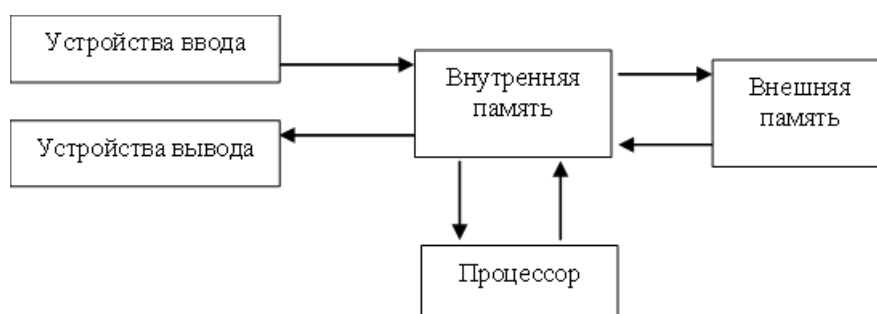 Устройства ввода
Внутренняя
память
Внешняя
память
Устройства вывода
Процессор